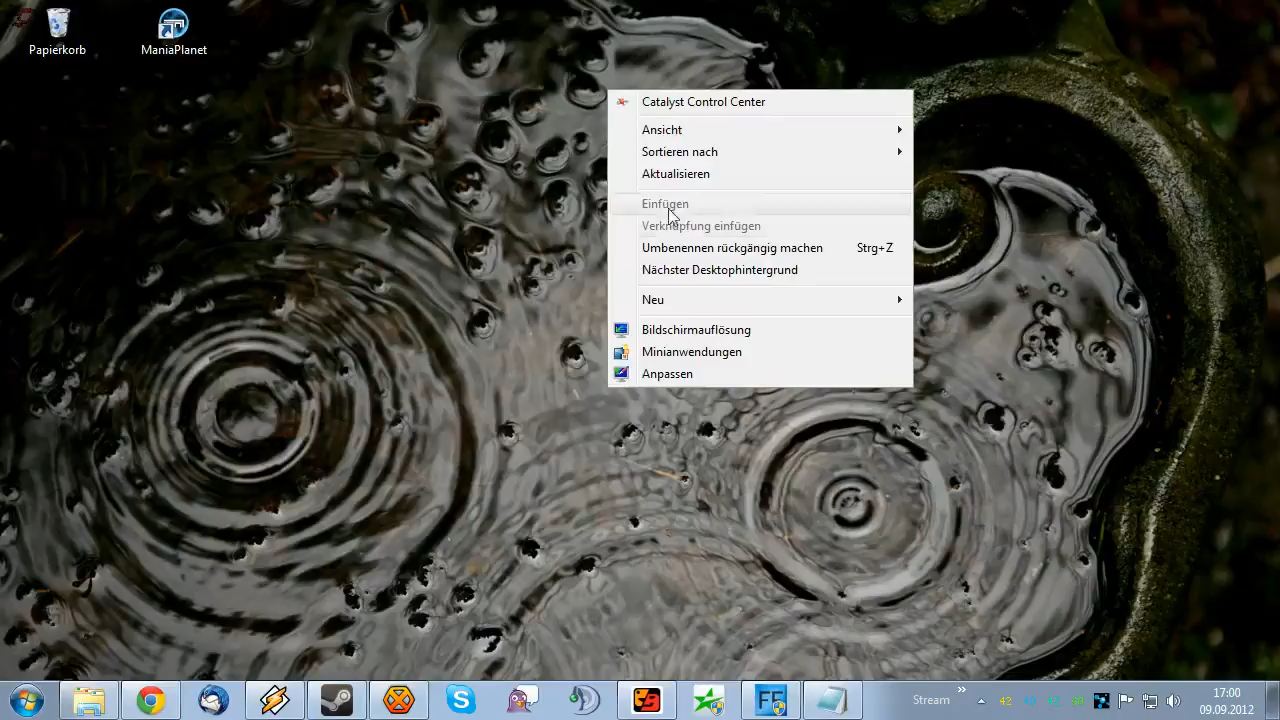 Papierkorb
ManiaPlanet
Catalyst Control Center
Ansicht
Sortieren nach
Aktualisieren
Einfügen
Verknüpfung einfügen
Umbenennen rückgängig machen Strg+Z
Nächster Desktophintergrund
Neu
Bildschirmauflösung
Minianwendungen
Anpassen
Stream »
42
17:00
09.09.2012